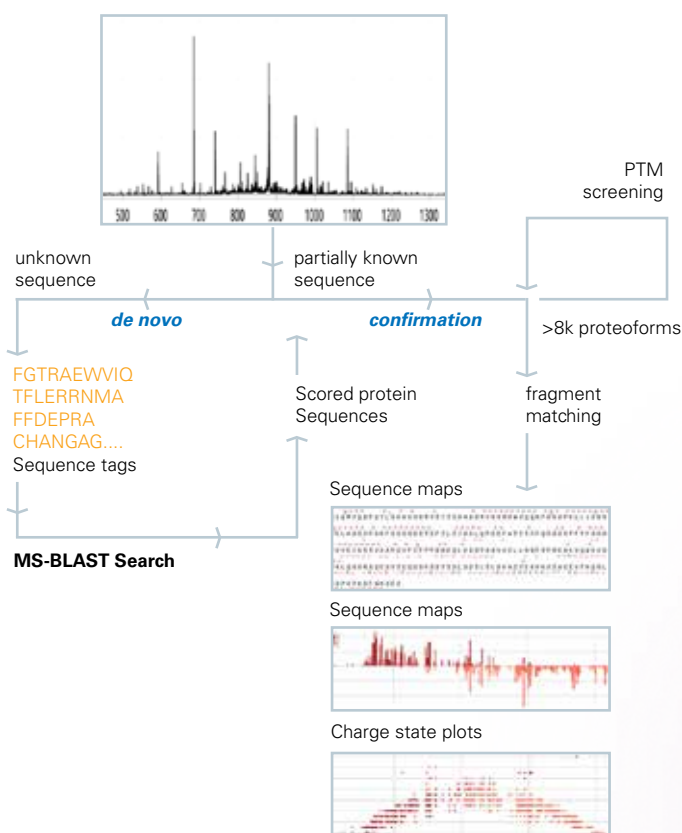 500 600 700 800 900 1000 1100 1200 1300
PTM
screening
unknown
sequence
partially known
sequence
de novo
confirmation
>8k proteoforms
FGTRAEWVIQ
TFLERRNMA
FFDEPRA
CHANGAG....
Sequence tags
Scored protein
Sequences
fragment
matching
MS-BLAST Search
Sequence maps
Sequence maps
Charge state plots